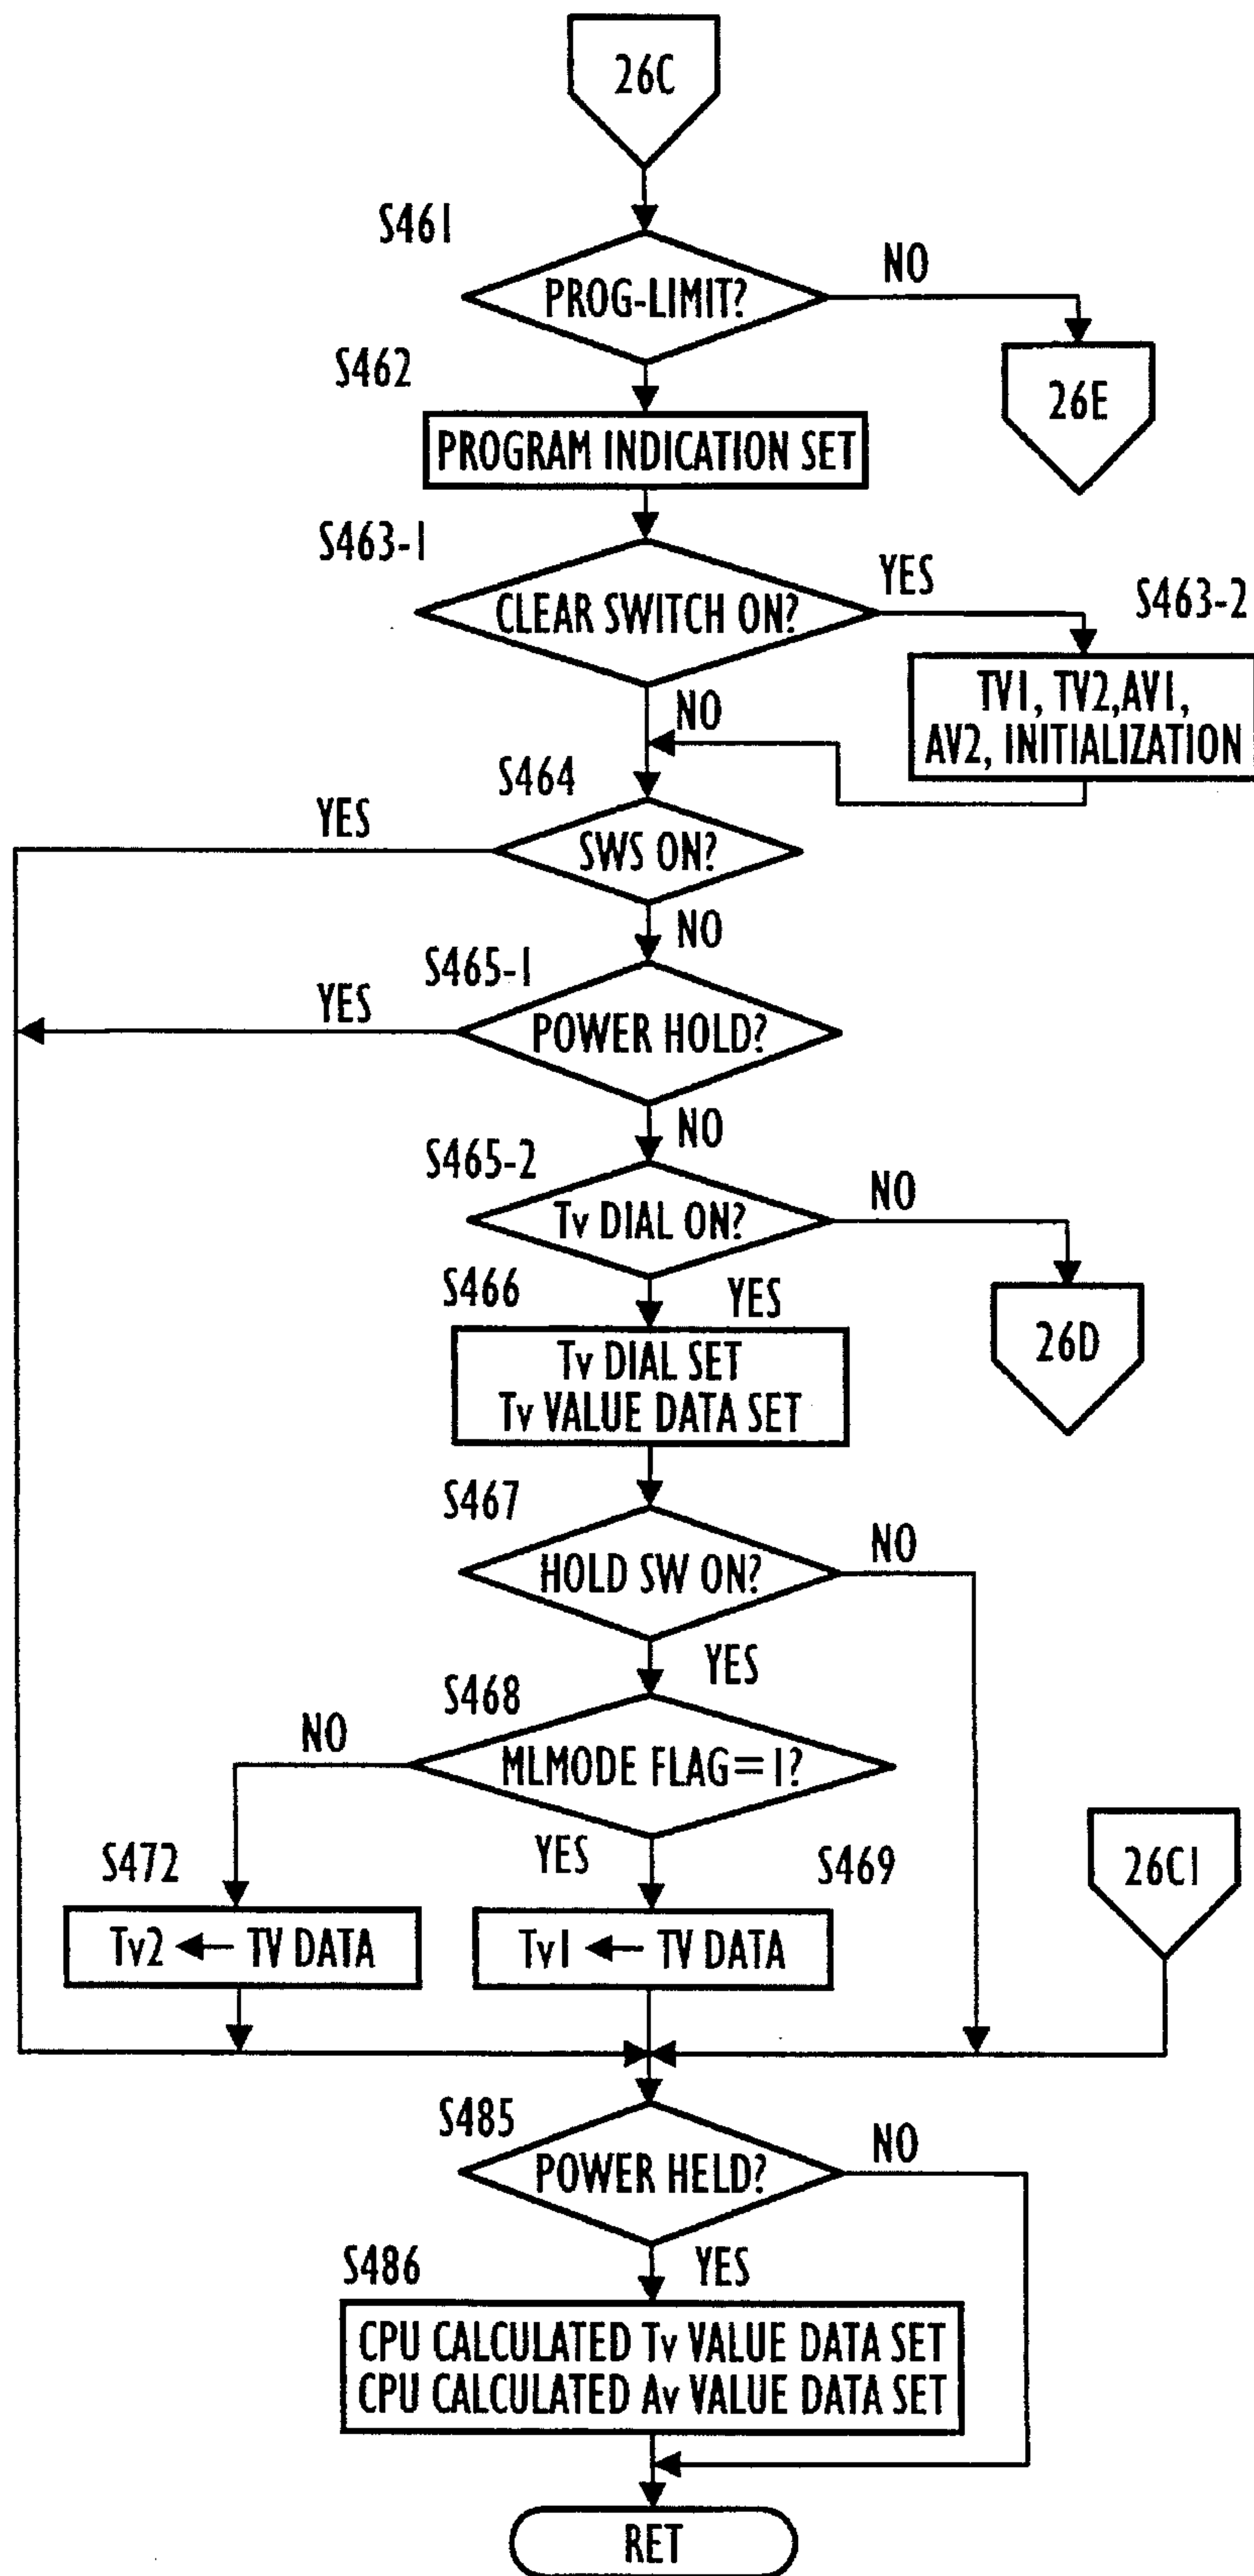 26C
S461
PROG-LIMIT?
NO
26E
S462
PROGRAM INDICATION SET
S463-1
CLEAR SWITCH ON?
YES
S463-2
TV1, TV2,AV1,
AV2, INITIALIZATION
NO
S464
SWS ON?
YES
NO
S465-1
POWER HOLD?
YES
NO
S465-2
Tv DIAL ON?
NO
26D
S466
YES
Tv DIAL SET
Tv VALUE DATA SET
S467
HOLD SW ON?
NO
YES
S468
MLMODE FLAG=1?
NO
YES
S472
Tv2 ← TV DATA
S469
Tv1 ← TV DATA
26C1
S485
POWER HELD?
NO
YES
S486
CPU CALCULATED Tv VALUE DATA SET
CPU CALCULATED Av VALUE DATA SET
RET